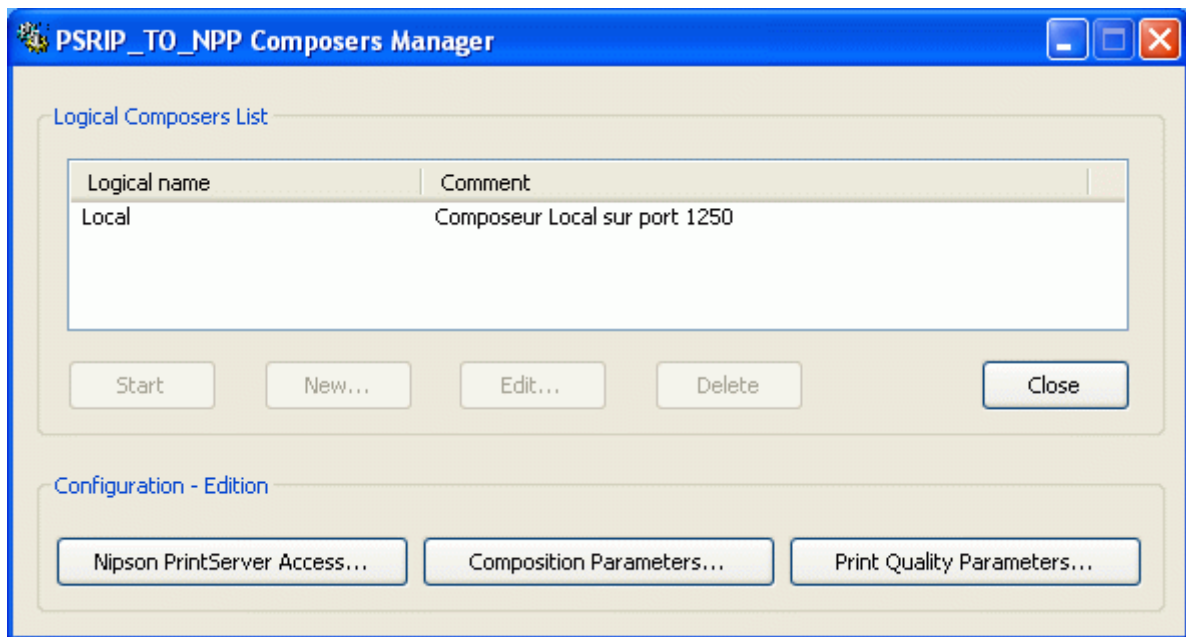 PSRIP_TO_NPP Composers Manager
Logical Composers List
Logical name Comment
Local Composeur Local sur port 1250
Start New... Edit... Delete Close
Configuration - Edition
Nipson PrintServer Access... Composition Parameters... Print Quality Parameters...